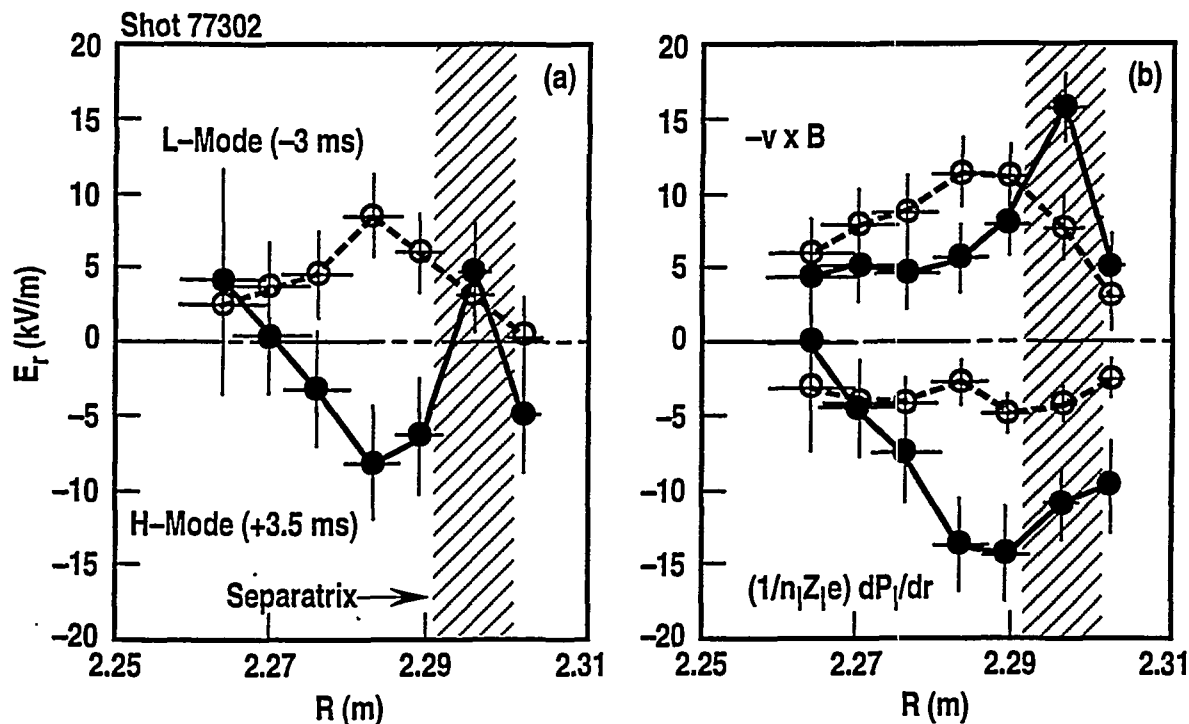 Shot 77302
20
15
10
5
0
–5
–10
–15
–20
E_r (kV/m)
(a)
L–Mode (–3 ms)
H–Mode (+3.5 ms)
Separatrix
2.25
2.27
2.29
2.31
R (m)
20
15
10
5
0
–5
–10
–15
–20
(b)
–v x B
(1/n_I Z_I e) dP_I/dr
2.25
2.27
2.29
2.31
R (m)